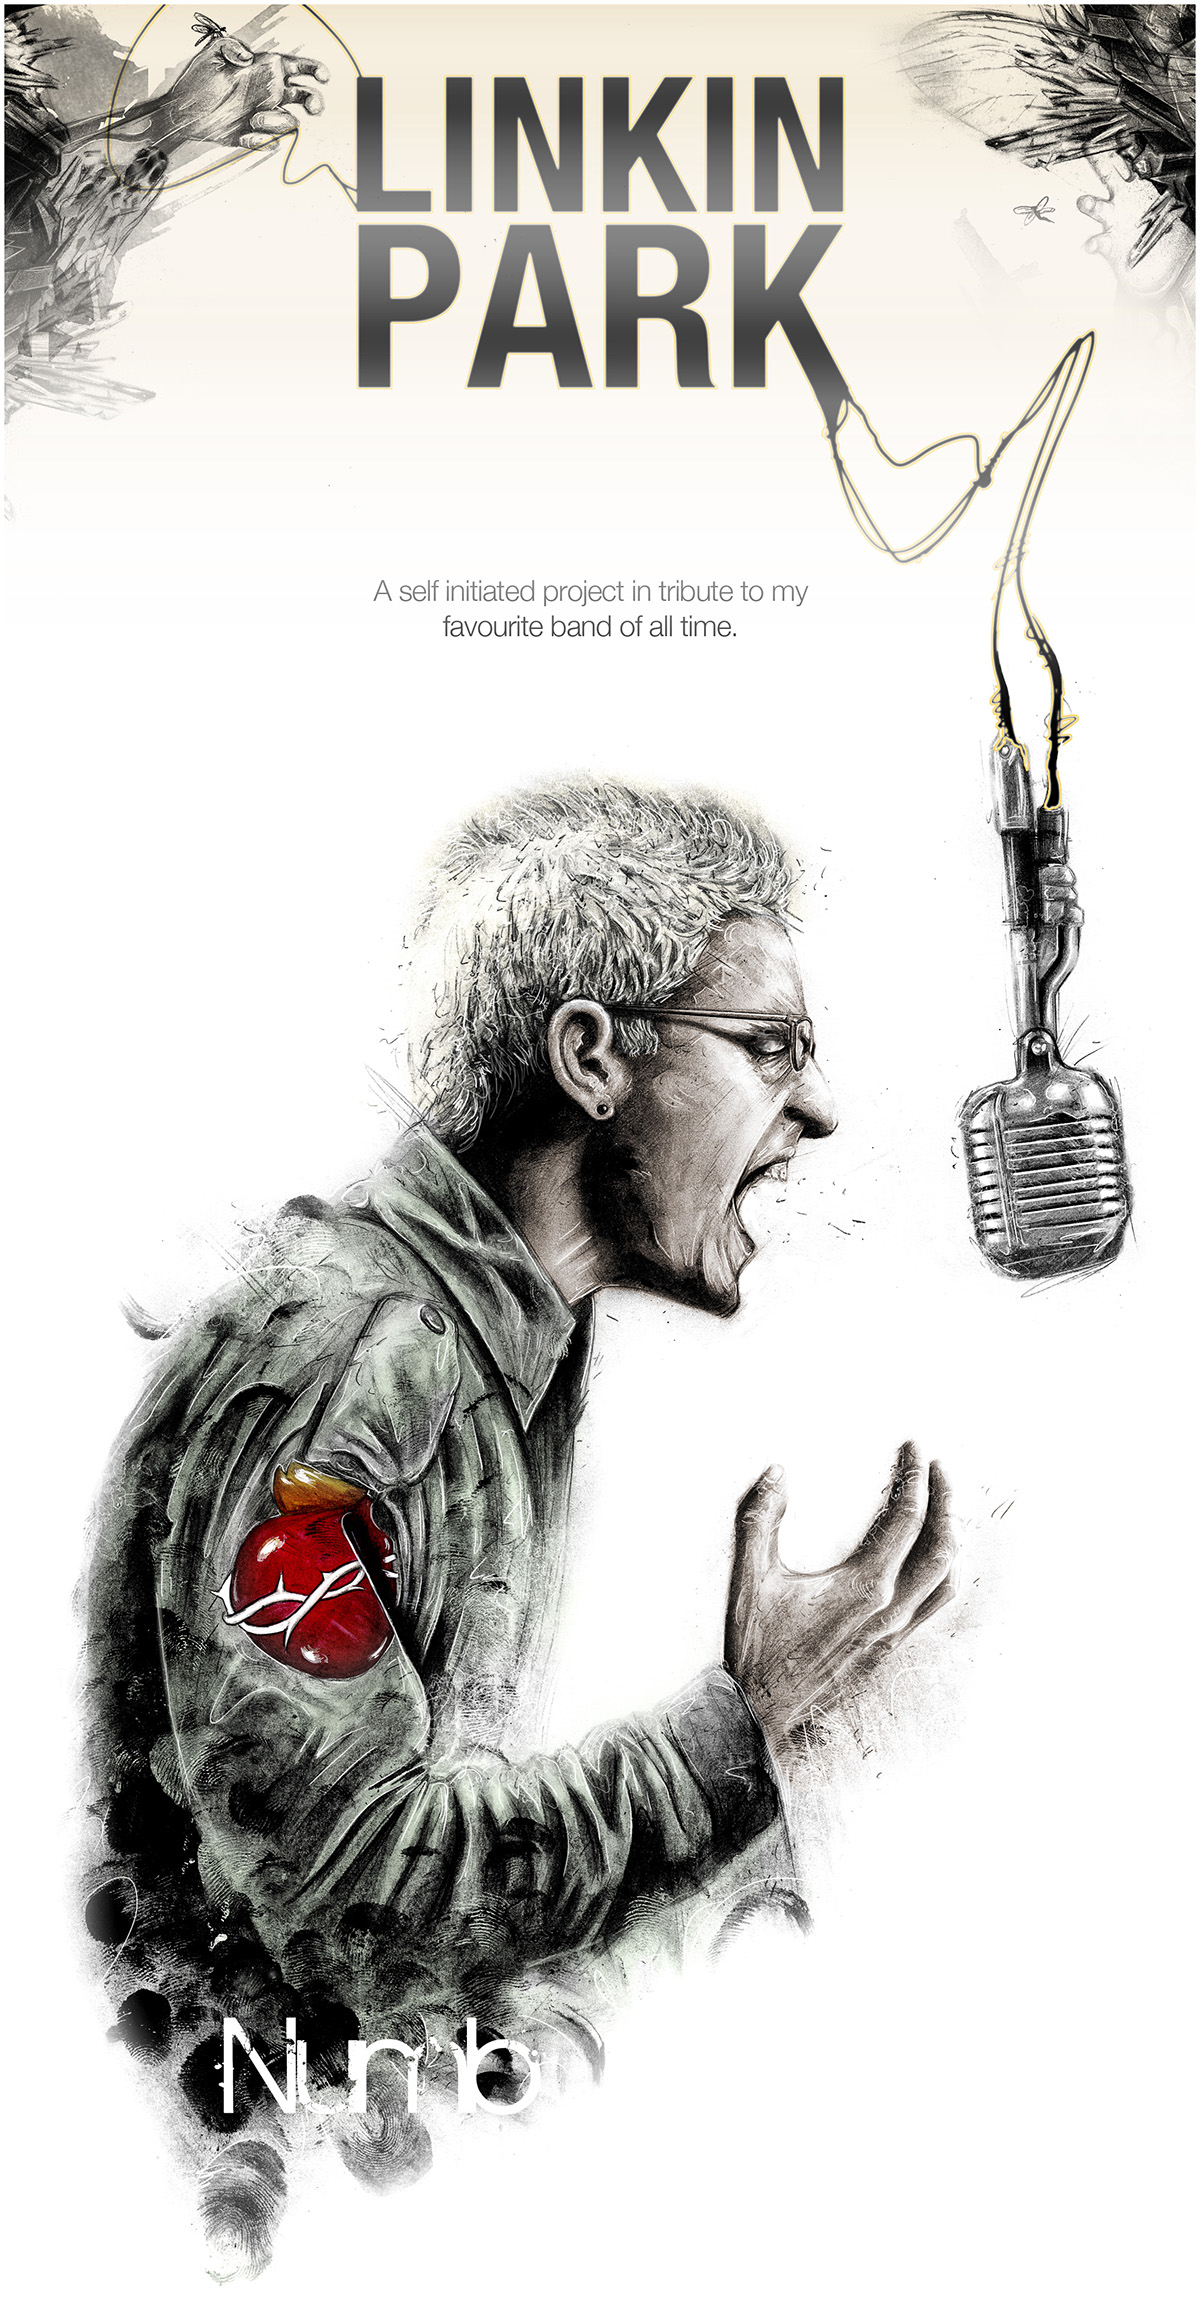 LINKIN
PARK
A self initiated project in tribute to my
favourite band of all time.
Numb